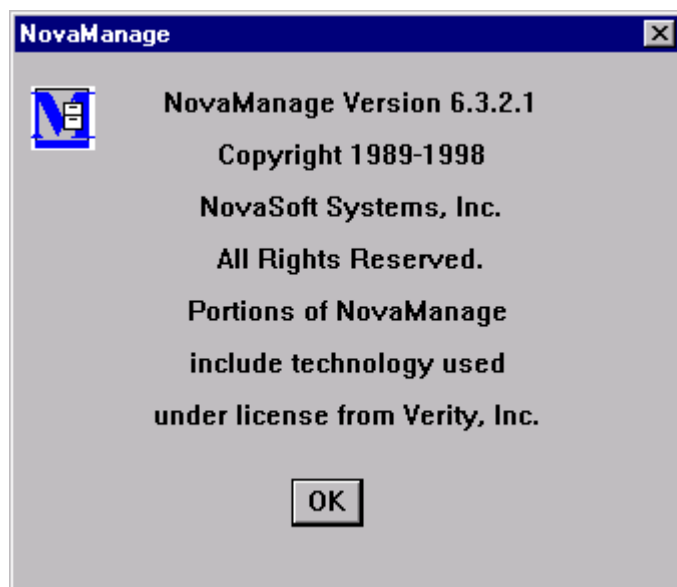 NovaManage
NovaManage Version 6.3.2.1
Copyright 1989-1998
NovaSoft Systems, Inc.
All Rights Reserved.
Portions of NovaManage
include technology used
under license from Verity, Inc.
OK